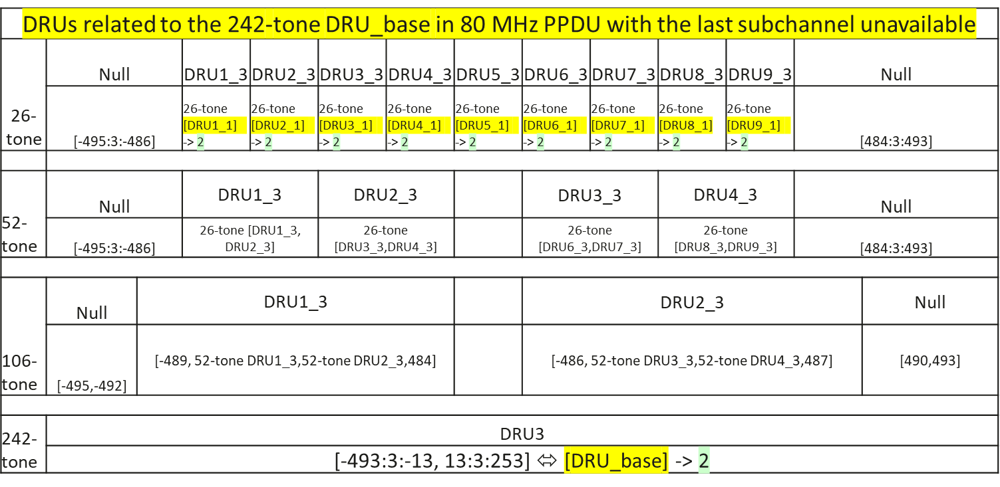 DRUs related to the 242-tone DRU_base in 80 MHz PPDU with the last subchannel unavailable
26-
tone
Null
DRU1_3
DRU2_3
DRU3_3
DRU4_3
DRU5_3
DRU6_3
DRU7_3
DRU8_3
DRU9_3
Null
[-495:3:-486]
26-tone
[DRU1_1]
-> 2
26-tone
[DRU2_1]
-> 2
26-tone
[DRU3_1]
-> 2
26-tone
[DRU4_1]
-> 2
26-tone
[DRU5_1]
-> 2
26-tone
[DRU6_1]
-> 2
26-tone
[DRU7_1]
-> 2
26-tone
[DRU8_1]
-> 2
26-tone
[DRU9_1]
-> 2
[484:3:493]
52-
tone
Null
DRU1_3
DRU2_3
DRU3_3
DRU4_3
Null
[-495:3:-486]
26-tone [DRU1_3,
DRU2_3]
26-tone
[DRU3_3,DRU4_3]
26-tone
[DRU6_3,DRU7_3]
26-tone
[DRU8_3,DRU9_3]
[484:3:493]
106-
tone
Null
DRU1_3
DRU2_3
Null
[-495,-492]
[-489, 52-tone DRU1_3,52-tone DRU2_3,484]
[-486, 52-tone DRU3_3,52-tone DRU4_3,487]
[490,493]
242-
tone
DRU3
[-493:3:-13, 13:3:253] ⬄ [DRU_base] -> 2